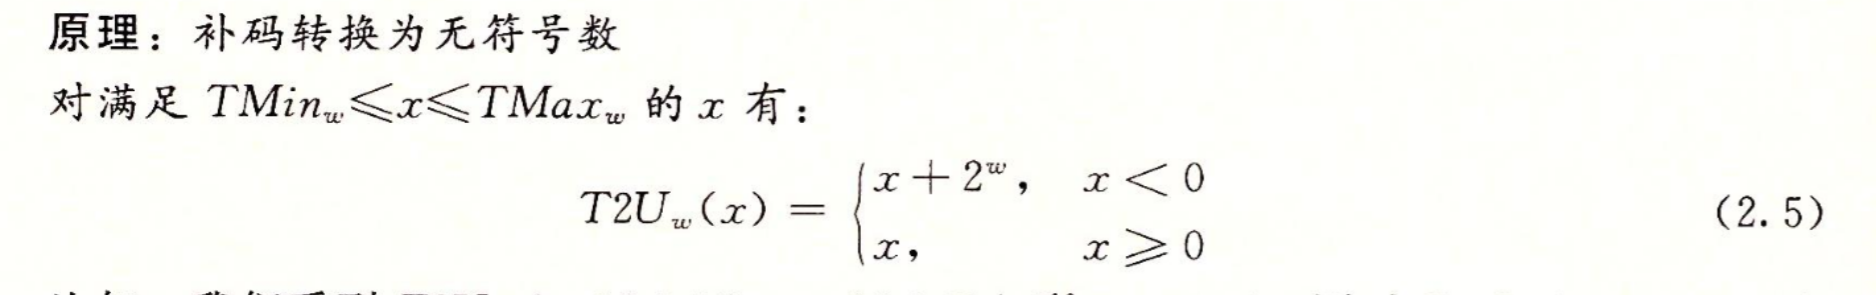 原理：补码转换为无符号数
对满足 TMin_w≤x≤TMax_w 的 x 有：
T2U_w(x) = { x + 2^w, x < 0
x, x ≥ 0 (2.5)